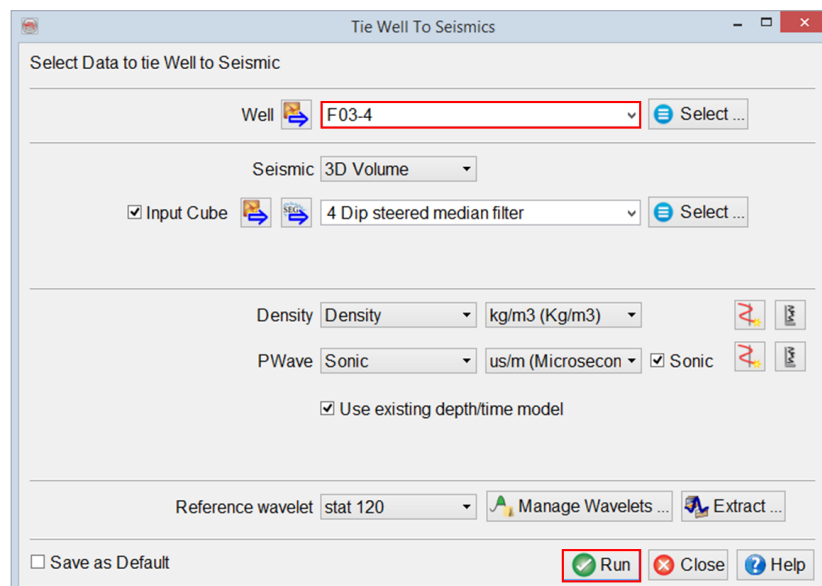 Tie Well To Seismics
Select Data to tie Well to Seismic
Well F03-4 Select ...
Seismic 3D Volume
Input Cube SEG 4 Dip steered median filter Select ...
Density Density kg/m3 (Kg/m3)
PWave Sonic us/m (Microsecon Sonic
Use existing depth/time model
Reference wavelet stat 120 Manage Wavelets ... Extract ...
Save as Default Run Close Help